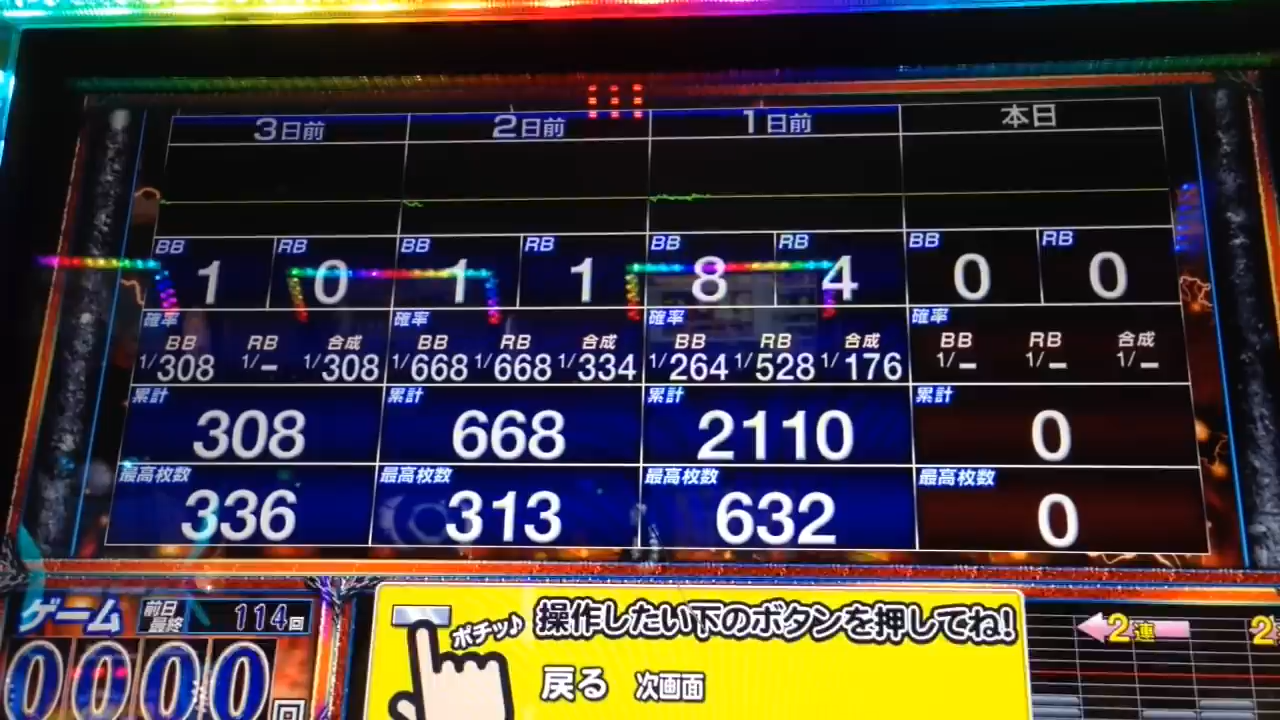 3日前 2日前 1日前 本日
BB RB BB RB BB RB BB RB
1 0 1 1 8 4 0 0
確率 確率 確率 確率
BB RB 合成 BB RB 合成 BB RB 合成 BB RB 合成
1/308 1/- 1/308 1/668 1/668 1/334 1/264 1/528 1/176 1/- 1/- 1/-
累計 累計 累計 累計
308 668 2110 0
最高枚数 最高枚数 最高枚数 最高枚数
336 313 632 0
ゲーム 前日最終 114回
0000回
ポチッ♪ 操作したい下のボタンを押してね!
戻る 次画面
2連 2